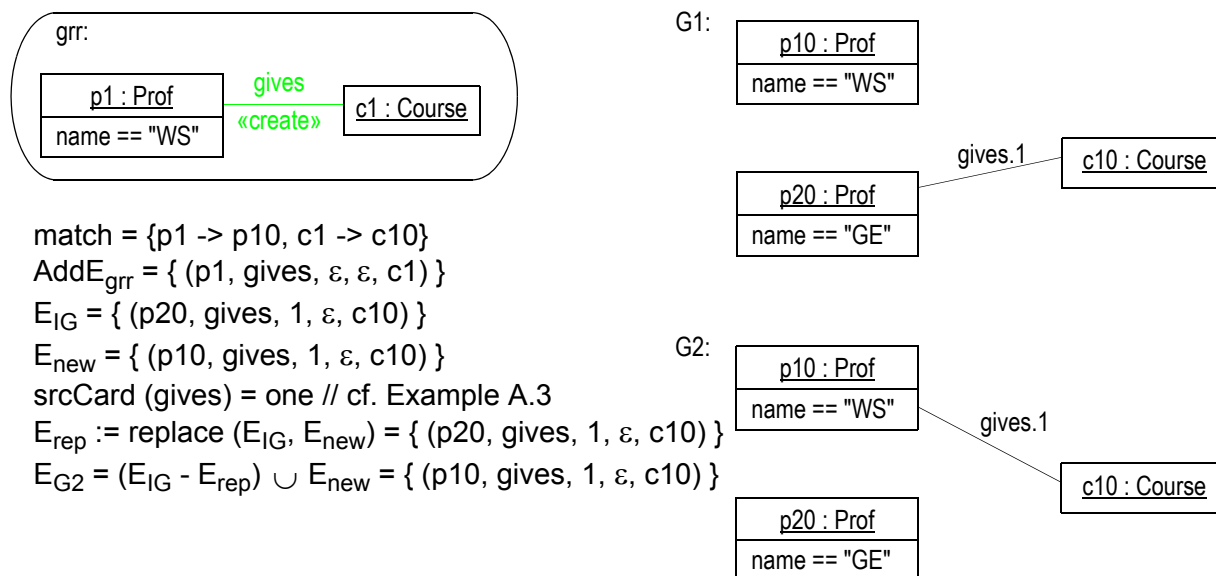 grr:
p1 : Prof
name == "WS"
gives
«create»
c1 : Course
match = {p1 -> p10, c1 -> c10}
AddE_grr = { (p1, gives, ε, ε, c1) }
E_IG = { (p20, gives, 1, ε, c10) }
E_new = { (p10, gives, 1, ε, c10) }
srcCard (gives) = one // cf. Example A.3
E_rep := replace (E_IG, E_new) = { (p20, gives, 1, ε, c10) }
E_G2 = (E_IG - E_rep) ∪ E_new = { (p10, gives, 1, ε, c10) }
G1:
p10 : Prof
name == "WS"
gives.1
c10 : Course
p20 : Prof
name == "GE"
G2:
p10 : Prof
name == "WS"
gives.1
c10 : Course
p20 : Prof
name == "GE"